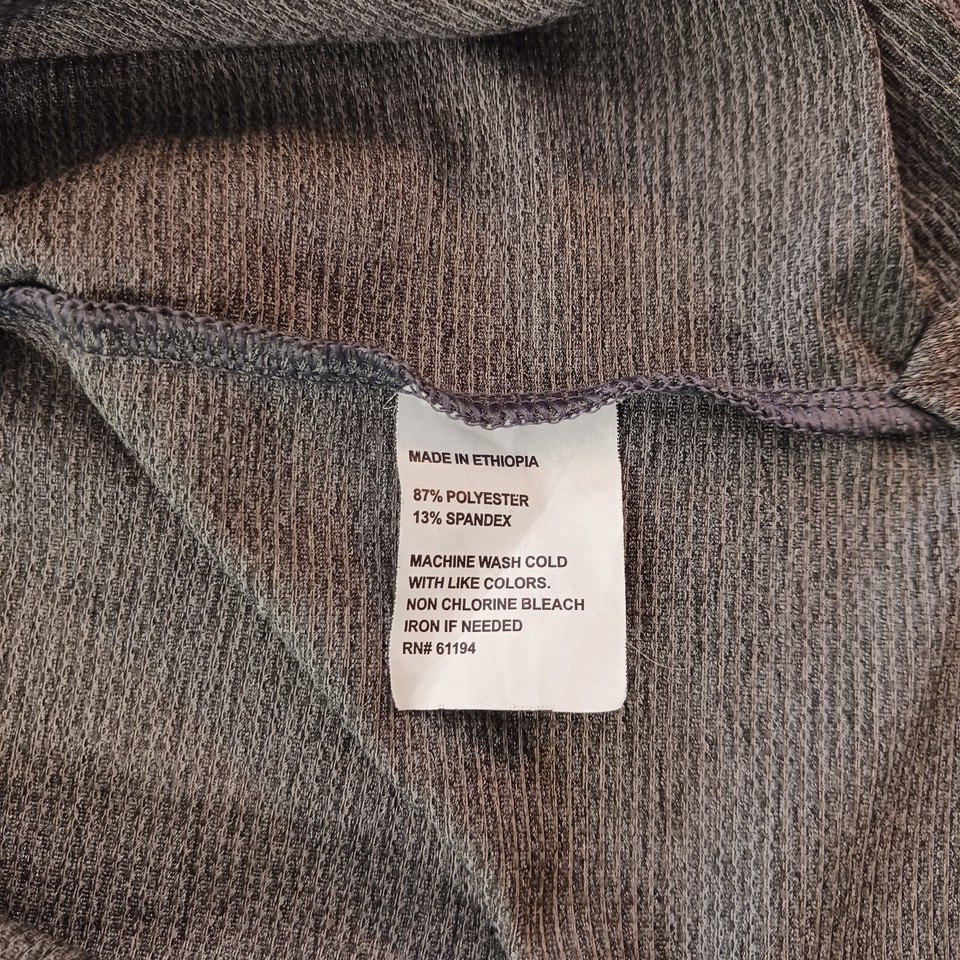 MADE IN ETHIOPIA
87% POLYESTER
13% SPANDEX
MACHINE WASH COLD
WITH LIKE COLORS.
NON CHLORINE BLEACH
IRON IF NEEDED
RN# 61194